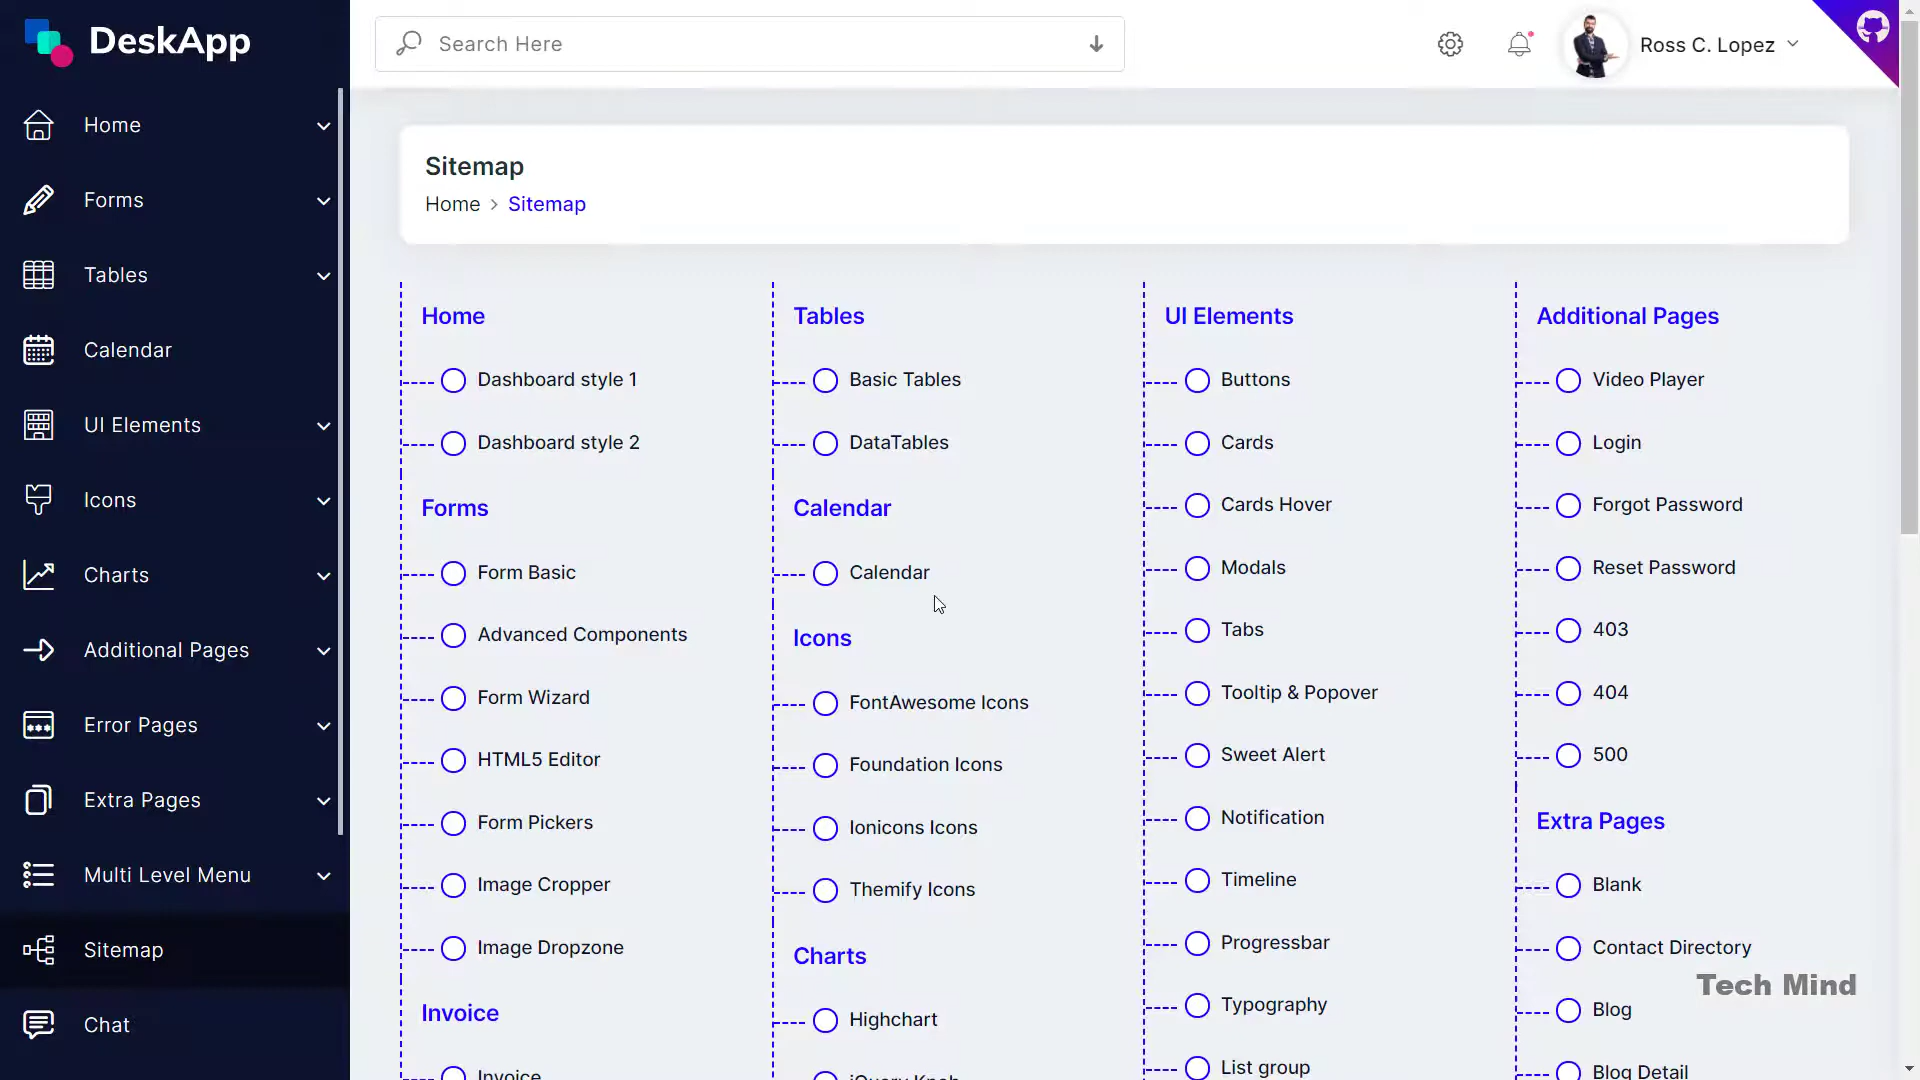 DeskApp
Home
Forms
Tables
Calendar
UI Elements
Icons
Charts
Additional Pages
Error Pages
Extra Pages
Multi Level Menu
Sitemap
Chat
Search Here
Ross C. Lopez
Sitemap
Home > Sitemap
Home
Dashboard style 1
Dashboard style 2
Forms
Form Basic
Advanced Components
Form Wizard
HTML5 Editor
Form Pickers
Image Cropper
Image Dropzone
Invoice
Invoice
Tables
Basic Tables
DataTables
Calendar
Calendar
Icons
FontAwesome Icons
Foundation Icons
Ionicons Icons
Themify Icons
Charts
Highchart
jQuery Knob
UI Elements
Buttons
Cards
Cards Hover
Modals
Tabs
Tooltip & Popover
Sweet Alert
Notification
Timeline
Progressbar
Typography
List group
Additional Pages
Video Player
Login
Forgot Password
Reset Password
403
404
500
Extra Pages
Blank
Contact Directory
Blog
Blog Detail
Tech Mind